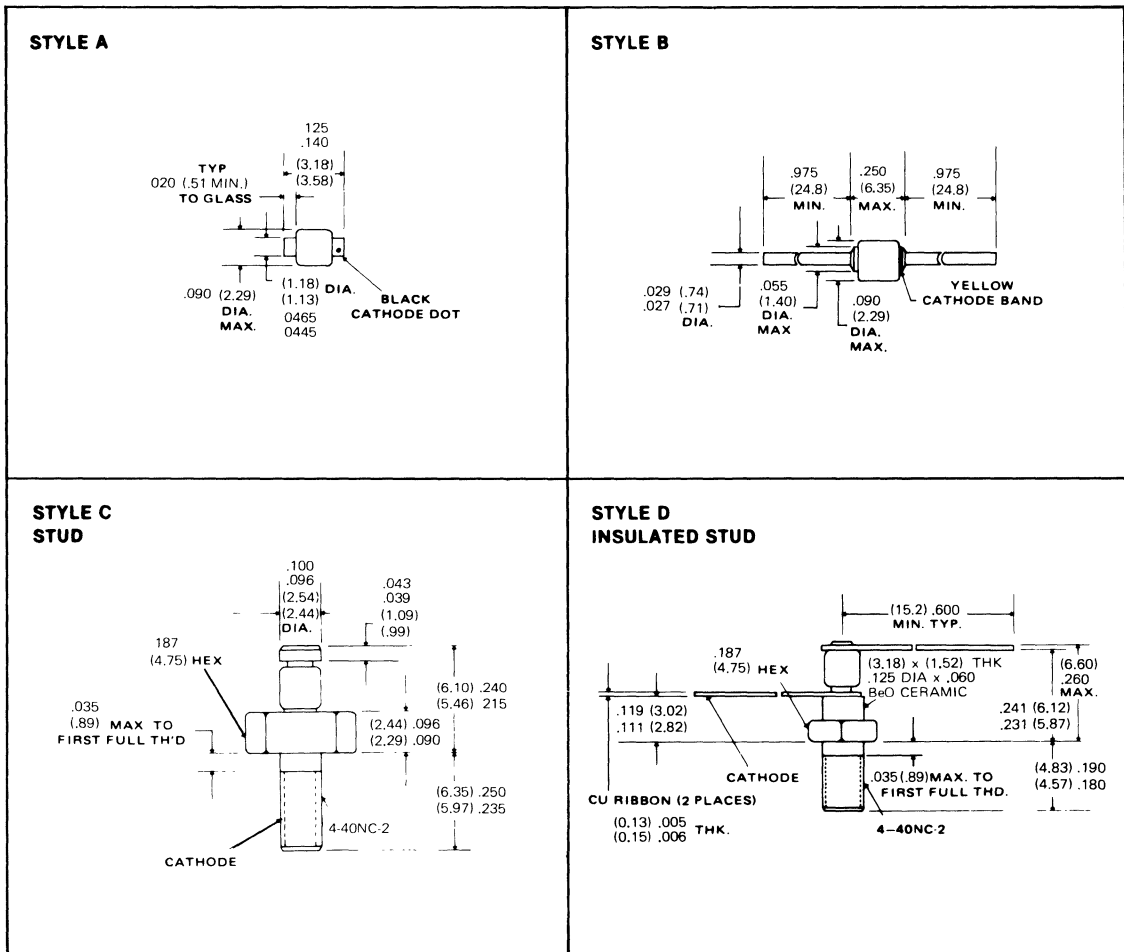 STYLE A
.125
.140
(3.18)
(3.58)
TYP
020 (.51 MIN.)
TO GLASS
.090 (2.29)
DIA.
MAX.
(1.18) DIA.
(1.13)
0465
0445
BLACK
CATHODE DOT
STYLE B
.975
(24.8)
MIN.
.250
(6.35)
MAX.
.975
(24.8)
MIN.
.029 (.74)
.027 (.71)
DIA.
.055
(1.40)
DIA.
MAX
.090
(2.29)
DIA.
MAX.
YELLOW
CATHODE BAND
STYLE C
STUD
.100
.096
(2.54)
(2.44)
DIA.
.043
.039
(1.09)
(.99)
187
(4.75) HEX
.035
(.89) MAX TO
FIRST FULL TH'D
(6.10) .240
(5.46) .215
(2.44) .096
(2.29) .090
(6.35) .250
(5.97) .235
4-40NC-2
CATHODE
STYLE D
INSULATED STUD
(15.2) .600
MIN. TYP.
.187
(4.75) HEX
(3.18) x (1.52) THK
.125 DIA x .060
BeO CERAMIC
(6.60)
.260
MAX.
.119 (3.02)
.111 (2.82)
.241 (6.12)
.231 (5.87)
CATHODE
.035 (.89) MAX. TO
FIRST FULL THD.
(4.83) .190
(4.57) .180
CU RIBBON (2 PLACES)
(0.13) .005
(0.15) .006 THK.
4-40NC-2